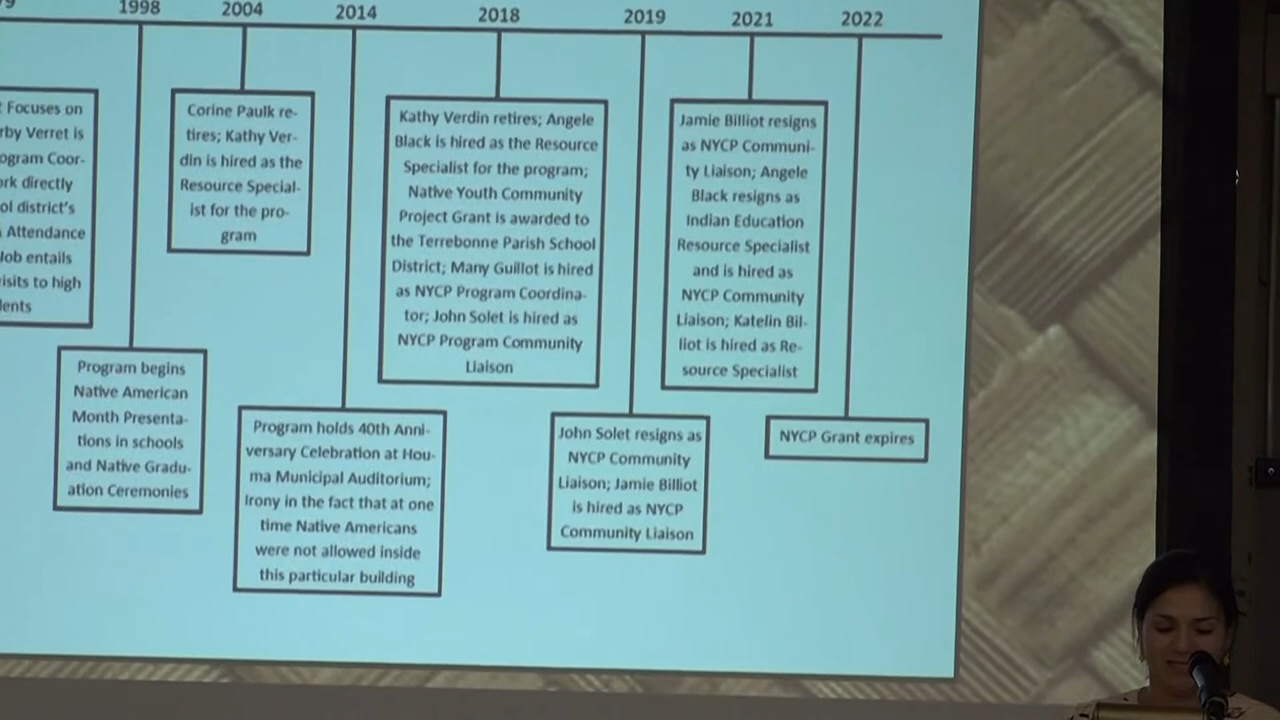 1998
2004
2014
2018
2019
2021
2022
Focuses on
Verret is
Coor-
directly
district's
Attendance
Job entails
to high
Corine Paulk re-
tires; Kathy Ver-
din is hired as the
Resource Special-
ist for the pro-
gram
Kathy Verdin retires; Angele
Black is hired as the Resource
Specialist for the program;
Native Youth Community
Project Grant is awarded to
the Terrebonne Parish School
District; Many Guillot is hired
as NYCP Program Coordina-
tor; John Solet is hired as
NYCP Program Community
Liaison
Jamie Billiot resigns
as NYCP Communi-
ty Liaison; Angele
Black resigns as
Indian Education
Resource Specialist
and is hired as
NYCP Community
Liaison; Katelin Bil-
liot is hired as Re-
source Specialist
Program begins
Native American
Month Presenta-
tions in schools
and Native Gradu-
ation Ceremonies
Program holds 40th Anni-
versary Celebration at Hou-
ma Municipal Auditorium;
Irony in the fact that at one
time Native Americans
were not allowed inside
this particular building
John Solet resigns as
NYCP Community
Liaison; Jamie Billiot
is hired as NYCP
Community Liaison
NYCP Grant expires